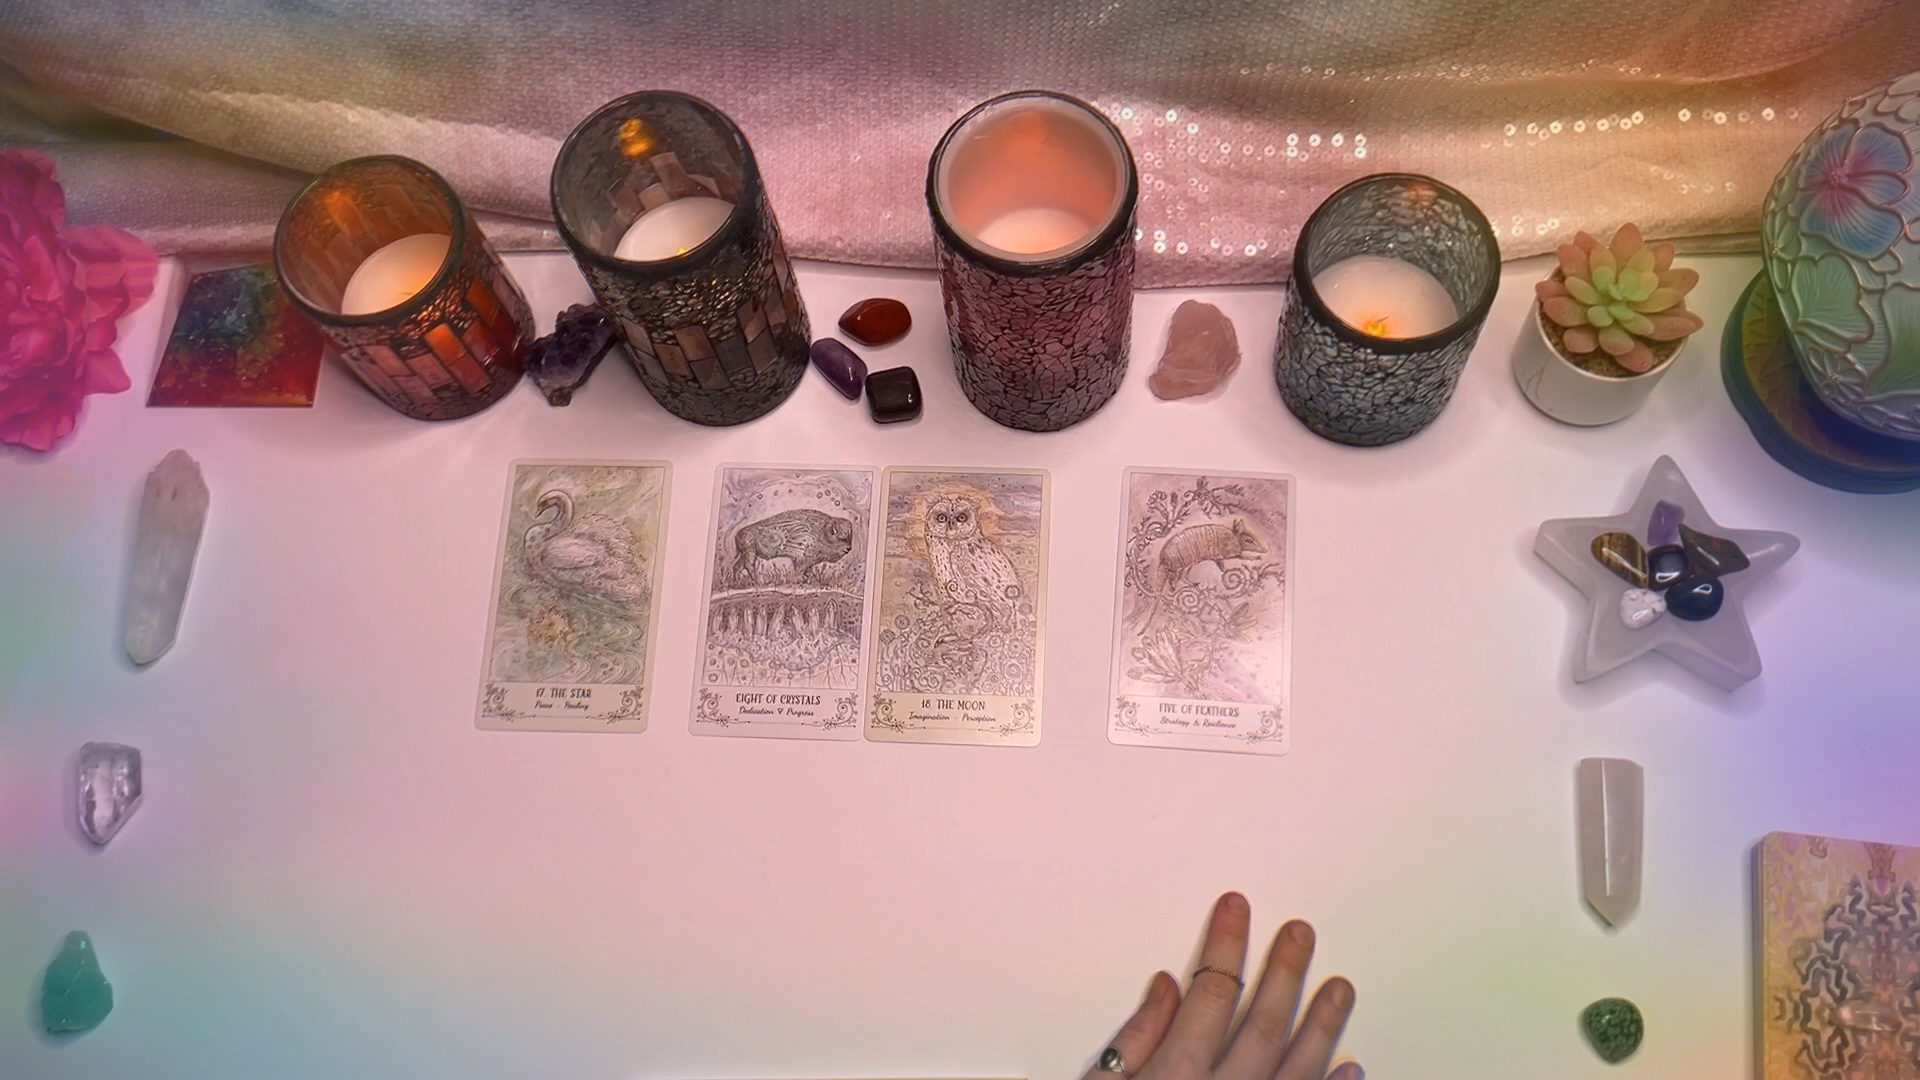 17 THE STAR
Peace · Healing
EIGHT OF CRYSTALS
Dedication & Progress
18 THE MOON
Imagination · Perception
FIVE OF FEATHERS
Strategy & Resilience